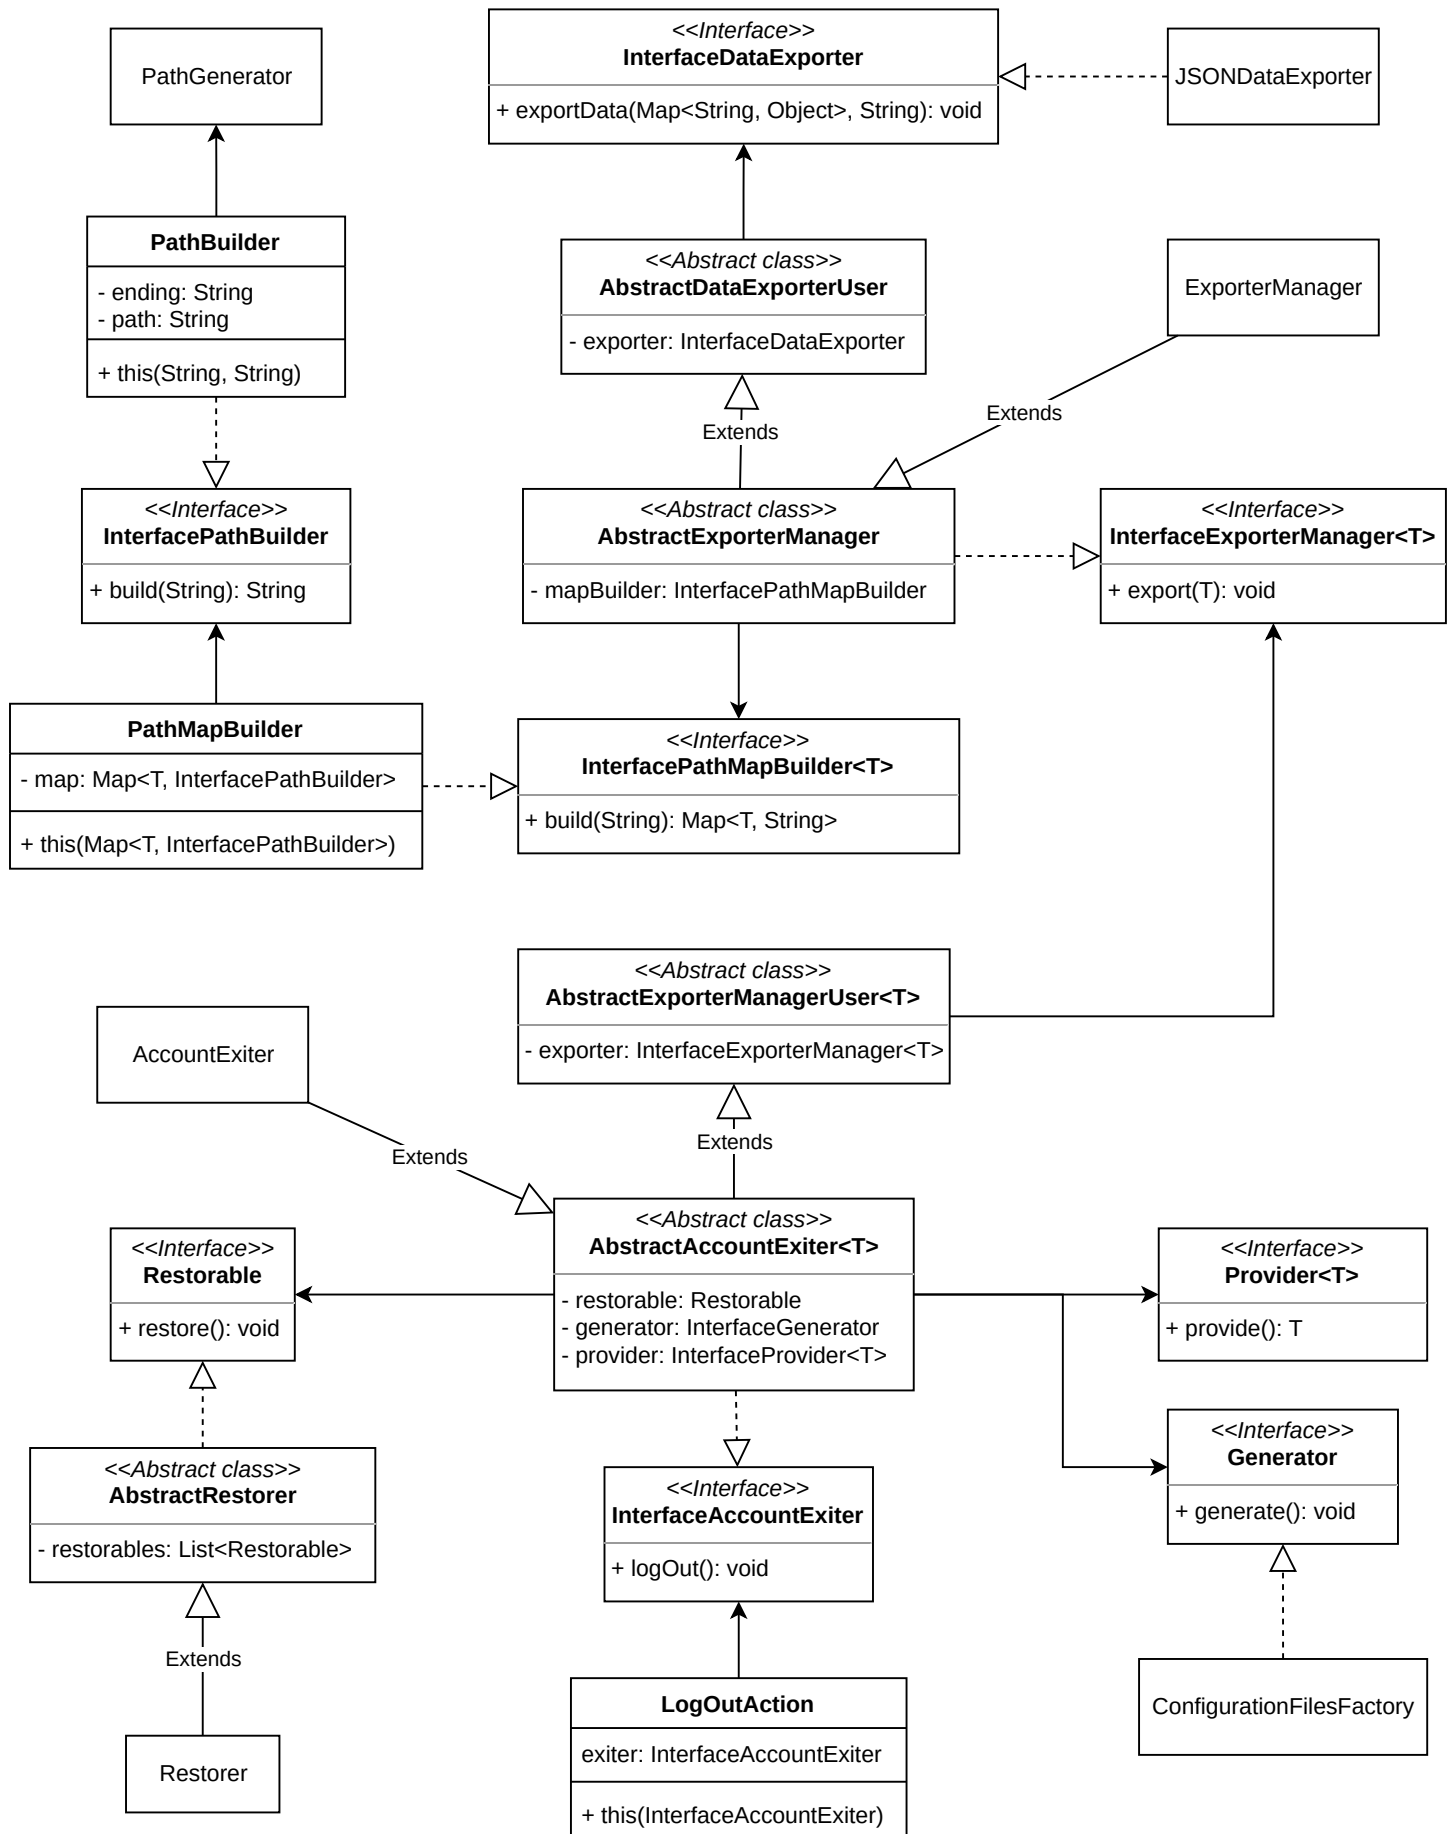 <<Interface>>
InterfaceDataExporter
+ exportData(Map<String, Object>, String): void
PathGenerator
JSONDataExporter
PathBuilder
- ending: String
- path: String
+ this(String, String)
<<Abstract class>>
AbstractDataExporterUser
- exporter: InterfaceDataExporter
ExporterManager
Extends
Extends
<<Interface>>
InterfacePathBuilder
+ build(String): String
<<Abstract class>>
AbstractExporterManager
- mapBuilder: InterfacePathMapBuilder
<<Interface>>
InterfaceExporterManager<T>
+ export(T): void
PathMapBuilder
- map: Map<T, InterfacePathBuilder>
+ this(Map<T, InterfacePathBuilder>)
<<Interface>>
InterfacePathMapBuilder<T>
+ build(String): Map<T, String>
<<Abstract class>>
AbstractExporterManagerUser<T>
- exporter: InterfaceExporterManager<T>
AccountExiter
Extends
Extends
<<Interface>>
Restorable
+ restore(): void
<<Abstract class>>
AbstractAccountExiter<T>
- restorable: Restorable
- generator: InterfaceGenerator
- provider: InterfaceProvider<T>
<<Interface>>
Provider<T>
+ provide(): T
<<Interface>>
Generator
+ generate(): void
<<Abstract class>>
AbstractRestorer
- restorables: List<Restorable>
<<Interface>>
InterfaceAccountExiter
+ logOut(): void
Extends
Restorer
LogOutAction
exiter: InterfaceAccountExiter
+ this(InterfaceAccountExiter)
ConfigurationFilesFactory